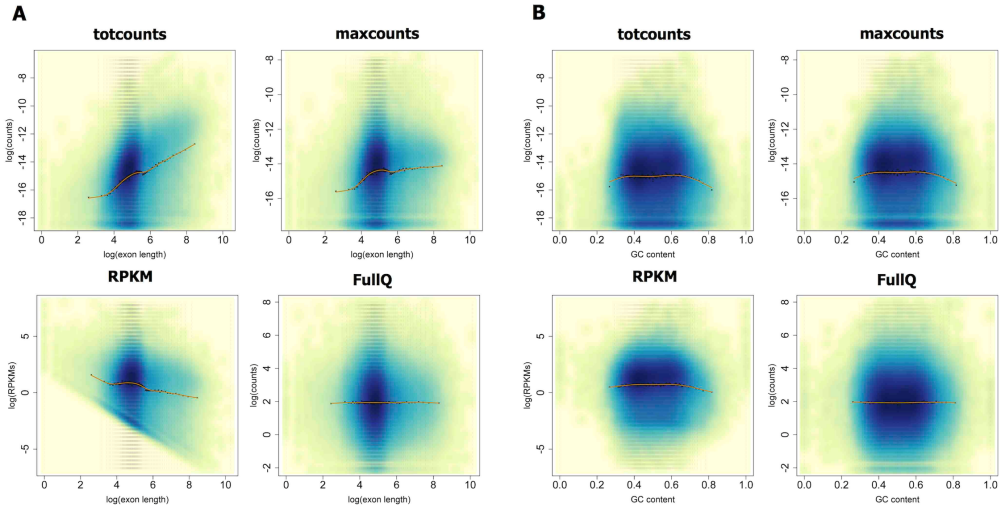 A
B
totcounts
maxcounts
totcounts
maxcounts
log(counts)
-18 -16 -14 -12 -10 -8
0 2 4 6 8 10
log(exon length)
log(counts)
-16 -14 -12 -10 -8
0 2 4 6 8 10
log(exon length)
log(counts)
-18 -16 -14 -12 -10 -8
0.0 0.2 0.4 0.6 0.8 1.0
GC content
log(counts)
-18 -16 -14 -12 -10 -8
0.0 0.2 0.4 0.6 0.8 1.0
GC content
RPKM
FullQ
RPKM
FullQ
log(RPKMs)
-5 0 5
0 2 4 6 8 10
log(exon length)
log(counts)
-2 0 2 4 6 8
0 2 4 6 8 10
log(exon length)
log(RPKMs)
-5 0 5
0.0 0.2 0.4 0.6 0.8 1.0
GC content
log(counts)
-2 0 2 4 6 8
0.0 0.2 0.4 0.6 0.8 1.0
GC content